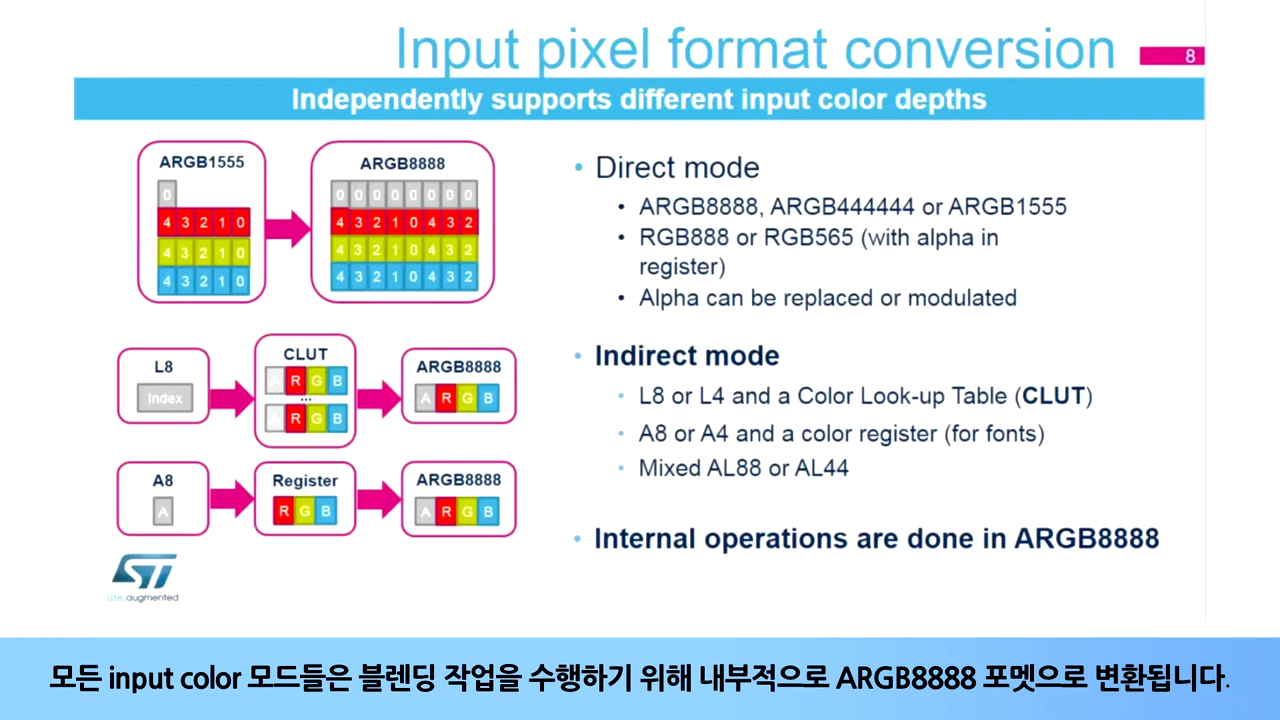 Input pixel format conversion
8
Independently supports different input color depths
ARGB1555
0
4 3 2 1 0
4 3 2 1 0
4 3 2 1 0
ARGB8888
0 0 0 0 0 0 0 0
4 3 2 1 0 4 3 2
4 3 2 1 0 4 3 2
4 3 2 1 0 4 3 2
L8
Index
CLUT
A R G B
...
A R G B
ARGB8888
A R G B
A8
A
Register
R G B
ARGB8888
A R G B
• Direct mode
• ARGB8888, ARGB444444 or ARGB1555
• RGB888 or RGB565 (with alpha in
register)
• Alpha can be replaced or modulated
• Indirect mode
• L8 or L4 and a Color Look-up Table (CLUT)
• A8 or A4 and a color register (for fonts)
• Mixed AL88 or AL44
• Internal operations are done in ARGB8888
ST
life.augmented
모든 input color 모드들은 블렌딩 작업을 수행하기 위해 내부적으로 ARGB8888 포멧으로 변환됩니다.